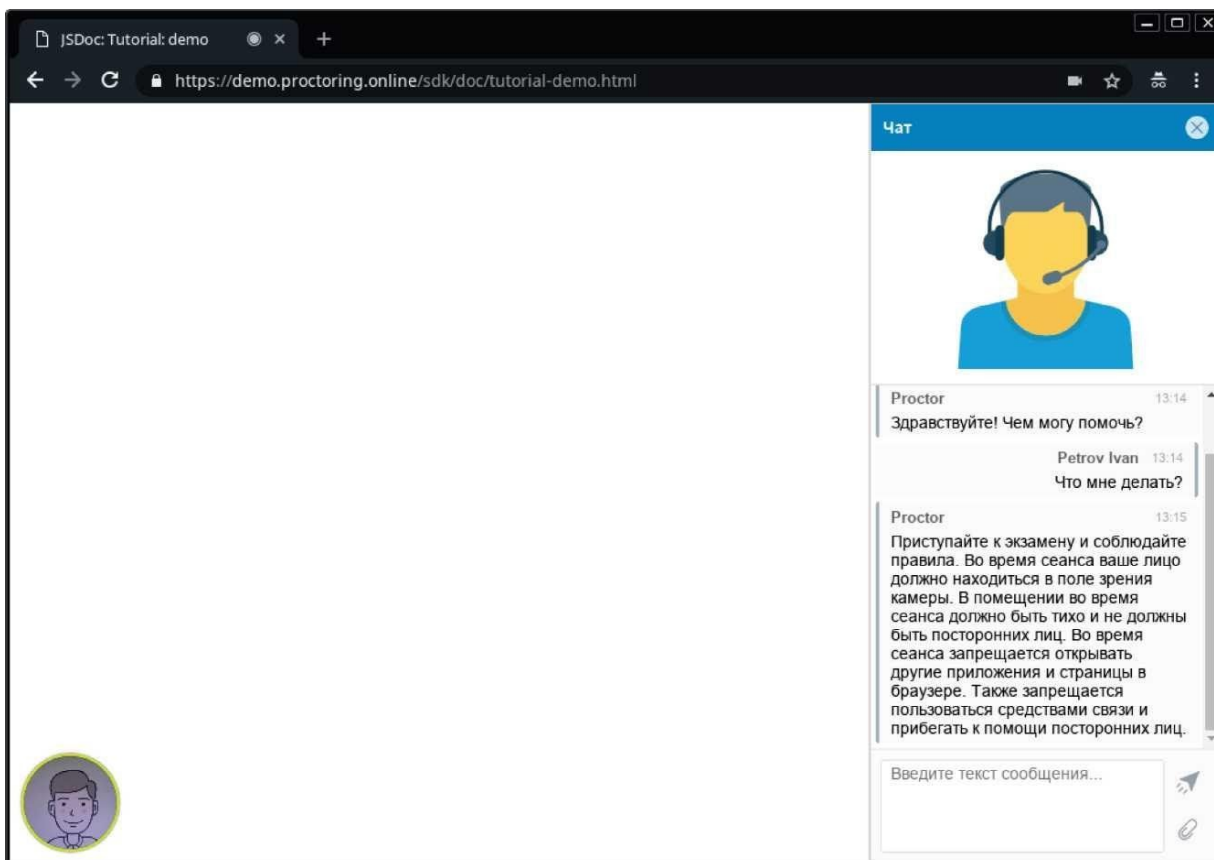 JSDoc: Tutorial: demo
https://demo.proctoring.online/sdk/doc/tutorial-demo.html
Чат
Proctor 13:14
Здравствуйте! Чем могу помочь?
Petrov Ivan 13:14
Что мне делать?
Proctor 13:15
Приступайте к экзамену и соблюдайте
правила. Во время сеанса ваше лицо
должно находиться в поле зрения
камеры. В помещении во время
сеанса должно быть тихо и не должны
быть посторонних лиц. Во время
сеанса запрещается открывать
другие приложения и страницы в
браузере. Также запрещается
пользоваться средствами связи и
прибегать к помощи посторонних лиц.
Введите текст сообщения...